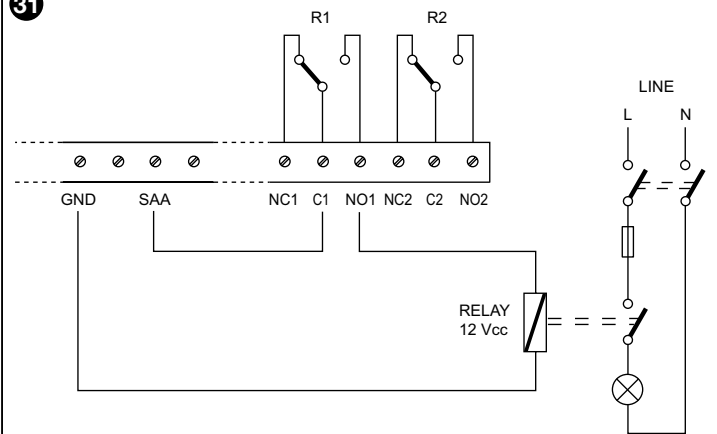 31
R1 R2
LINE
L N
GND SAA NC1 C1 NO1 NC2 C2 NO2
RELAY
12 Vcc